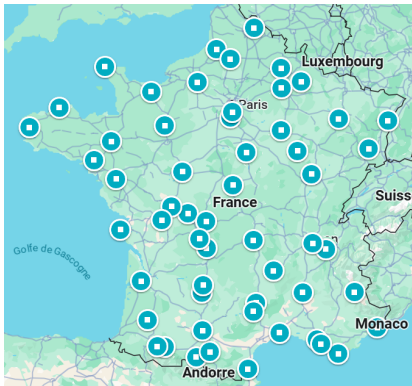 Luxembourg
Paris
Suiss
France
Golfe de Gascogne
Monaco
Andorre